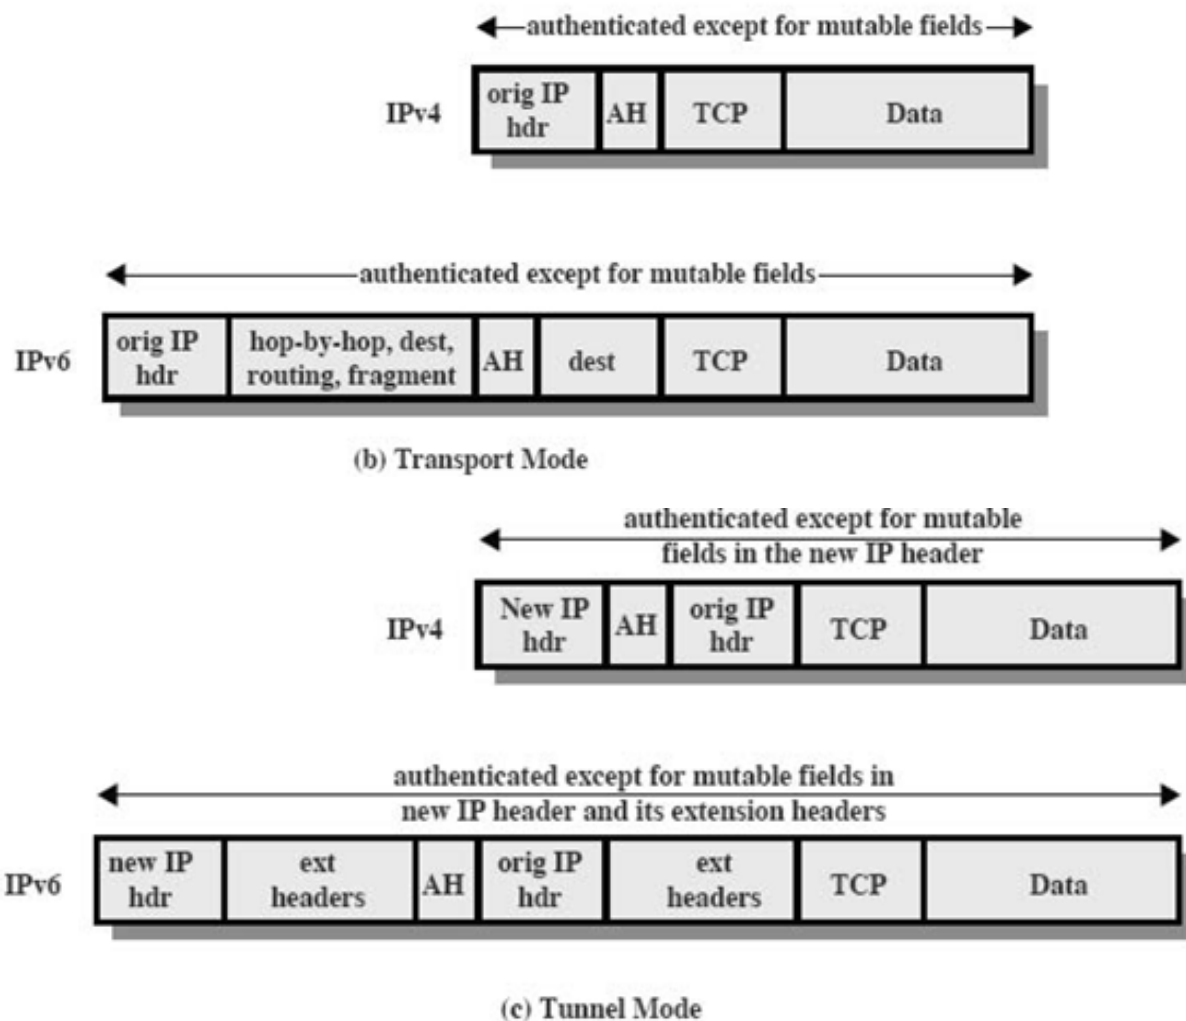 authenticated except for mutable fields
IPv4
orig IP
hdr
AH
TCP
Data
authenticated except for mutable fields
IPv6
orig IP
hdr
hop-by-hop, dest,
routing, fragment
AH
dest
TCP
Data
(b) Transport Mode
authenticated except for mutable
fields in the new IP header
IPv4
New IP
hdr
AH
orig IP
hdr
TCP
Data
authenticated except for mutable fields in
new IP header and its extension headers
IPv6
new IP
hdr
ext
headers
AH
orig IP
hdr
ext
headers
TCP
Data
(c) Tunnel Mode